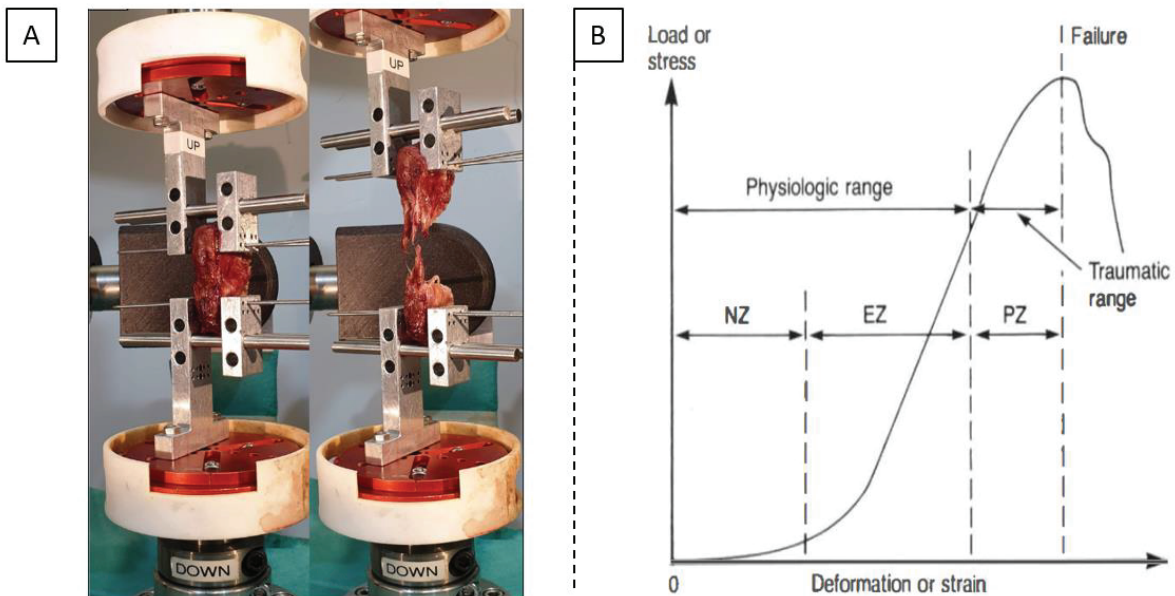 A
UP
DOWN
UP
DOWN
B
Load or
stress
Failure
Physiologic range
Traumatic
range
NZ
EZ
PZ
0
Deformation or strain